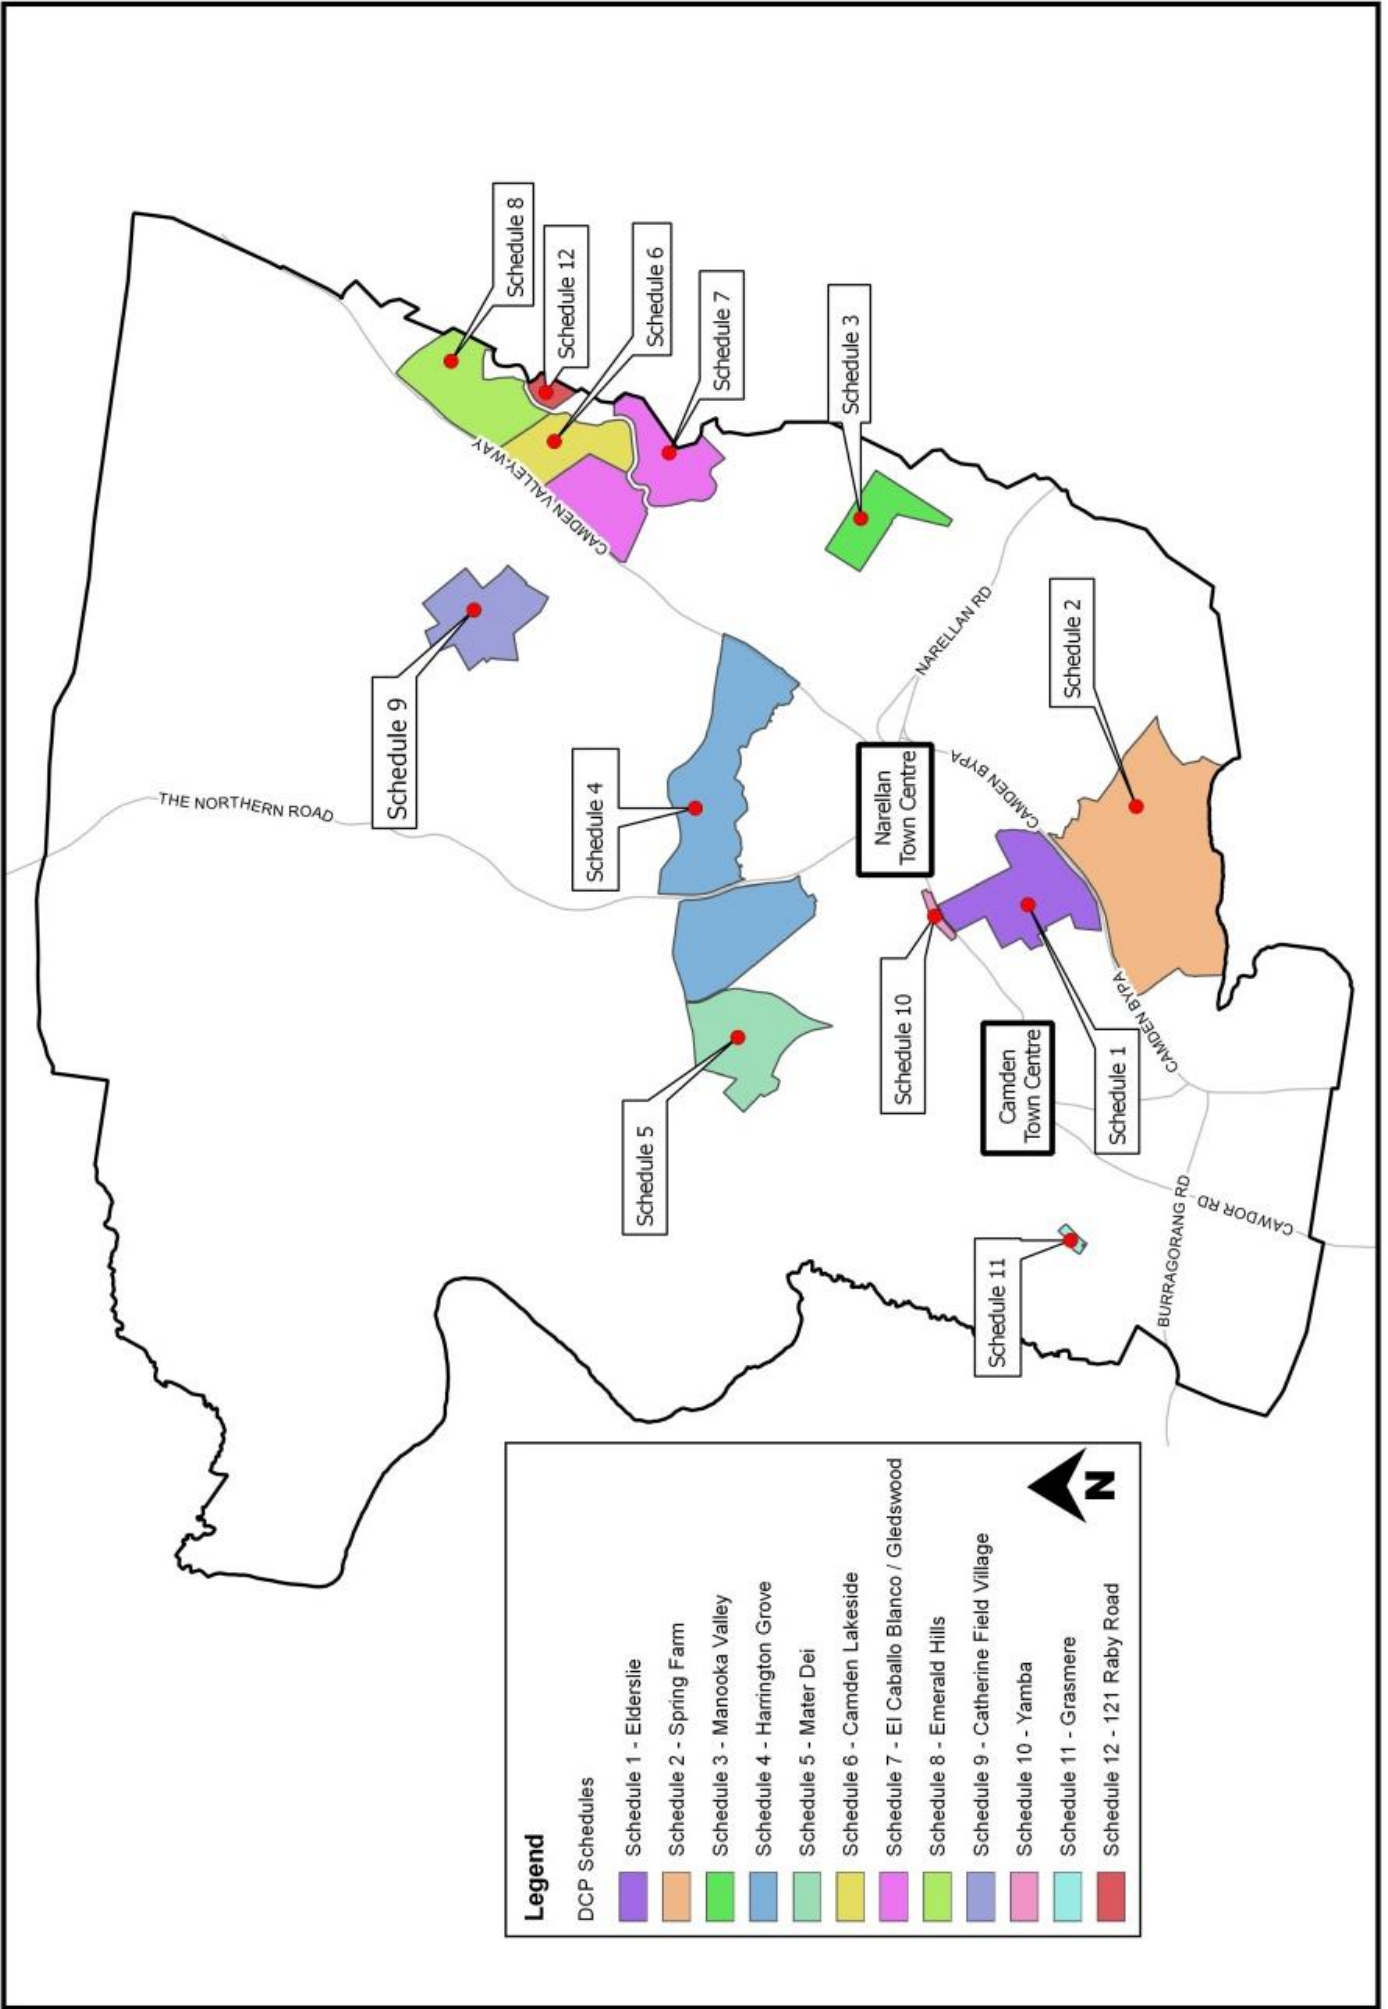 Schedule 8
Schedule 12
Schedule 6
Schedule 7
Schedule 3
Schedule 9
Schedule 4
Schedule 2
Schedule 5
Schedule 10
Schedule 1
Schedule 11
Narellan
Town Centre
Camden
Town Centre
THE NORTHERN ROAD
CAMDEN VALLEY WAY
CAMDEN VALLEY WAY
NARELLAN RD
CAMDEN BYPA
CAMDEN BYPA
BURRAGORANG RD
CAWDOR RD
Legend
DCP Schedules
Schedule 1 - Elderslie
Schedule 2 - Spring Farm
Schedule 3 - Manooka Valley
Schedule 4 - Harrington Grove
Schedule 5 - Mater Dei
Schedule 6 - Camden Lakeside
Schedule 7 - El Caballo Blanco / Gledswood
Schedule 8 - Emerald Hills
Schedule 9 - Catherine Field Village
Schedule 10 - Yamba
Schedule 11 - Grasmere
Schedule 12 - 121 Raby Road
N